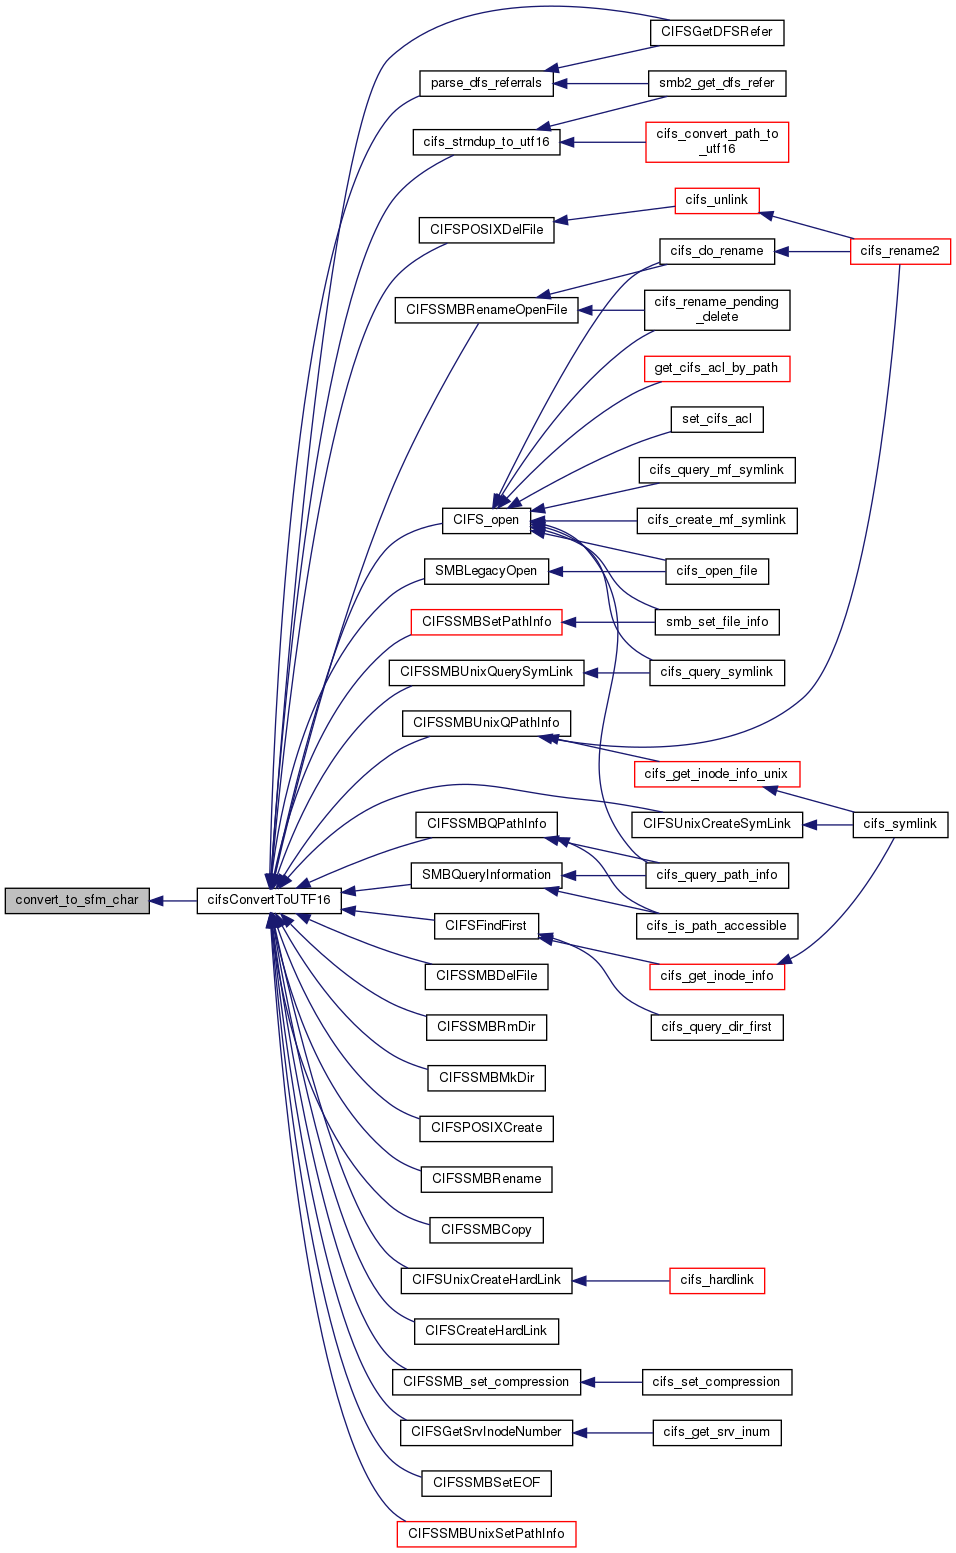 CIFSGetDFSRefer
parse_dfs_referrals
smb2_get_dfs_refer
cifs_strndup_to_utf16
cifs_convert_path_to
_utf16
cifs_unlink
CIFSPOSIXDelFile
cifs_do_rename
cifs_rename2
CIFSSMBRenameOpenFile
cifs_rename_pending
_delete
get_cifs_acl_by_path
set_cifs_acl
cifs_query_mf_symlink
CIFS_open
cifs_create_mf_symlink
SMBLegacyOpen
cifs_open_file
CIFSSMBSetPathInfo
smb_set_file_info
CIFSSMBUnixQuerySymLink
cifs_query_symlink
CIFSSMBUnixQPathInfo
cifs_get_inode_info_unix
CIFSSMBQPathInfo
CIFSUnixCreateSymLink
cifs_symlink
SMBQueryInformation
cifs_query_path_info
convert_to_sfm_char
cifsConvertToUTF16
CIFSFindFirst
cifs_is_path_accessible
CIFSSMBDelFile
cifs_get_inode_info
CIFSSMBRmDir
cifs_query_dir_first
CIFSSMBMkDir
CIFSPOSIXCreate
CIFSSMBRename
CIFSSMBCopy
CIFSUnixCreateHardLink
cifs_hardlink
CIFSCreateHardLink
CIFSSMB_set_compression
cifs_set_compression
CIFSGetSrvInodeNumber
cifs_get_srv_inum
CIFSSMBSetEOF
CIFSSMBUnixSetPathInfo